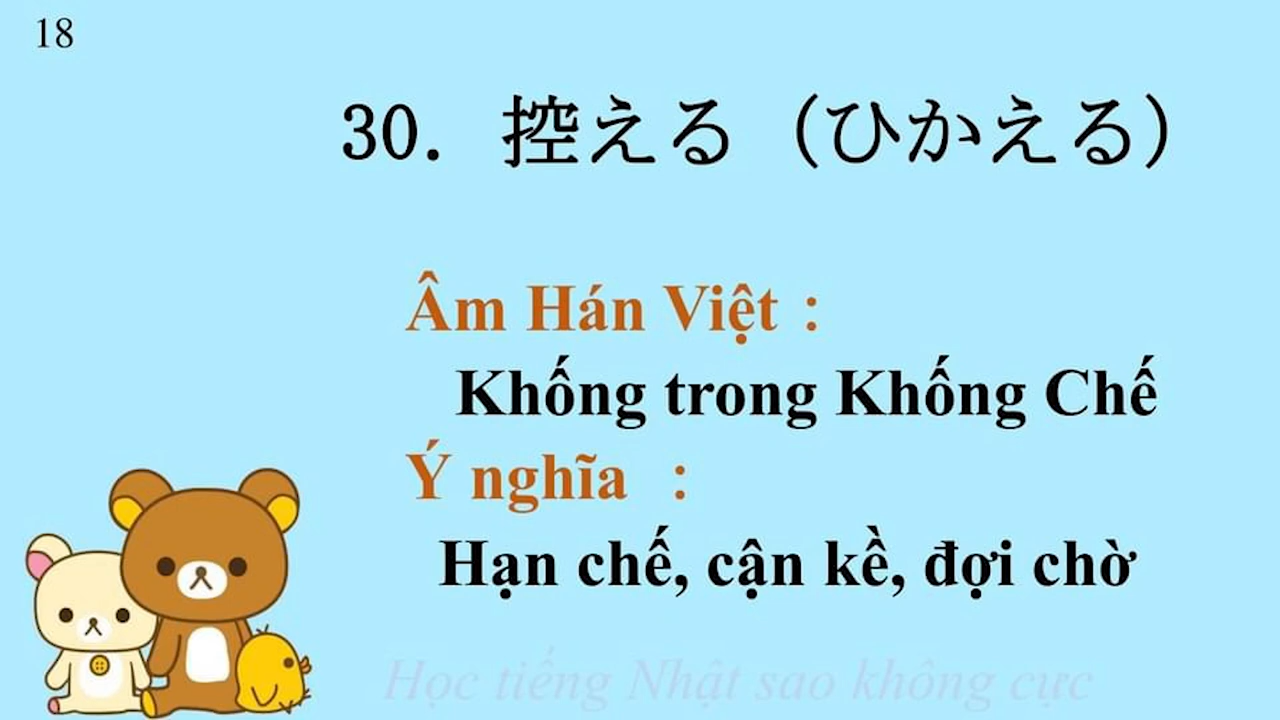 18
30. 控える（ひかえる）
Âm Hán Việt :
Khống trong Khống Chế
Ý nghĩa :
Hạn chế, cận kề, đợi chờ
Học tiếng Nhật sao không cực